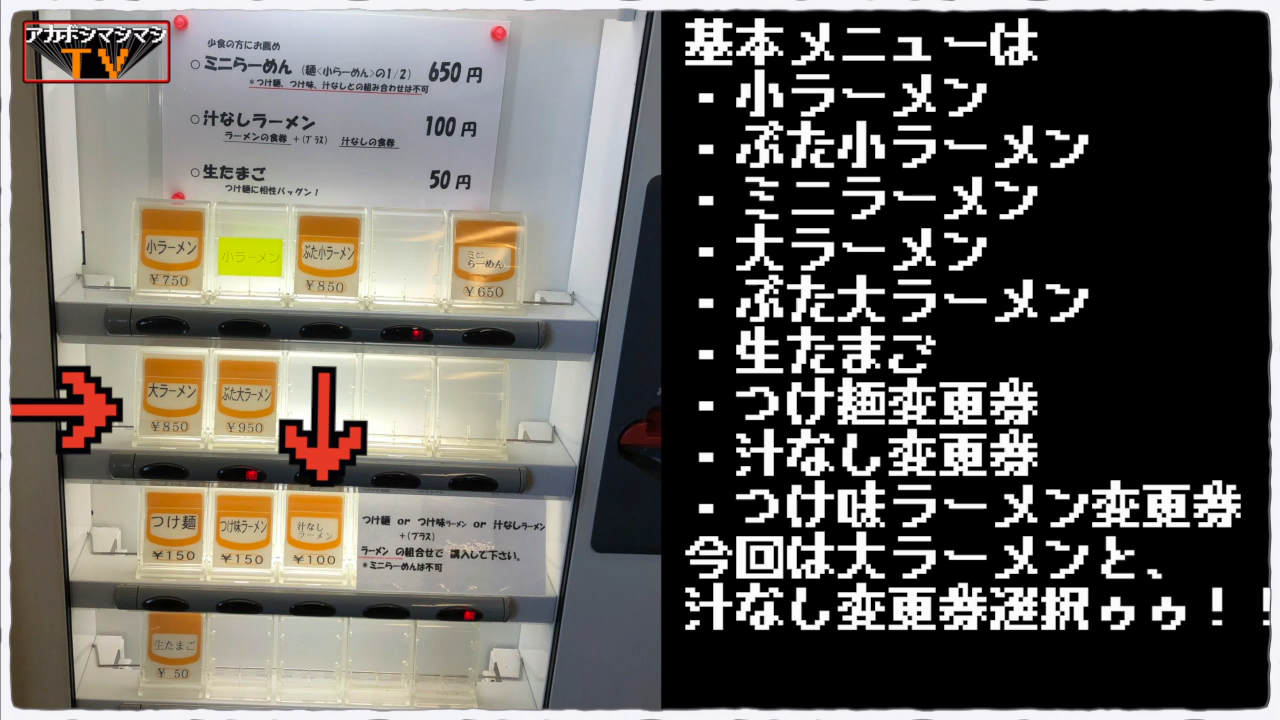 アカボシマシマシ
TV
少食の方にお薦め
○ミニらーめん（麺<小らーめん>の1/2） 650円
*つけ麺、つけ味、汁なしとの組み合わせは不可
○汁なしラーメン 100円
ラーメンの食券 +(プラス) 汁なしの食券
○生たまご 50円
つけ麺に相性バッグン！
小ラーメン
¥750
小ラーメン
ぶた小ラーメン
¥850
ミニ
らーめん
¥650
大ラーメン
¥850
ぶた大ラーメン
¥950
つけ麺
¥150
つけ味ラーメン
¥150
汁なし
ラーメン
¥100
つけ麺 or つけ味ラーメン or 汁なしラーメン
+(プラス)
ラーメン の組合せで 購入して下さい。
*ミニらーめんは不可
生たまご
¥ 50
基本メニューは
・小ラーメン
・ぶた小ラーメン
・ミニラーメン
・大ラーメン
・ぶた大ラーメン
・生たまご
・つけ麺変更券
・汁なし変更券
・つけ味ラーメン変更券
今回は大ラーメンと、
汁なし変更券選択ゥゥ！！